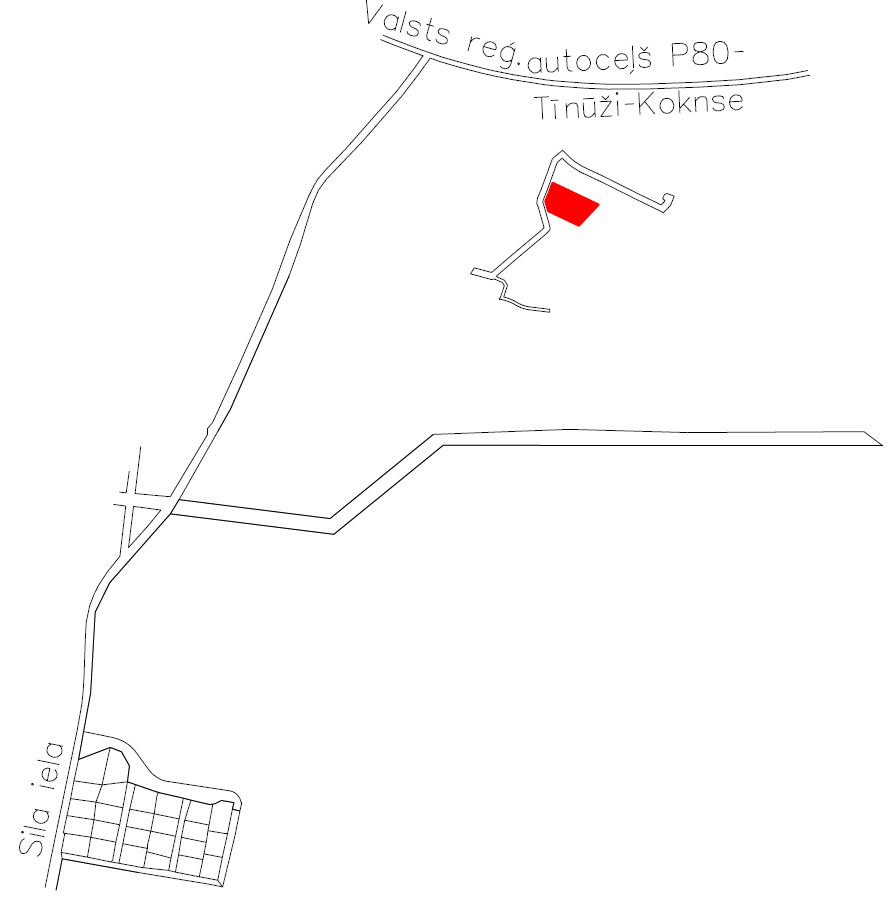 Valsts reģ. autoceļš P80-
Tīnūži-Koknse
Sila iela